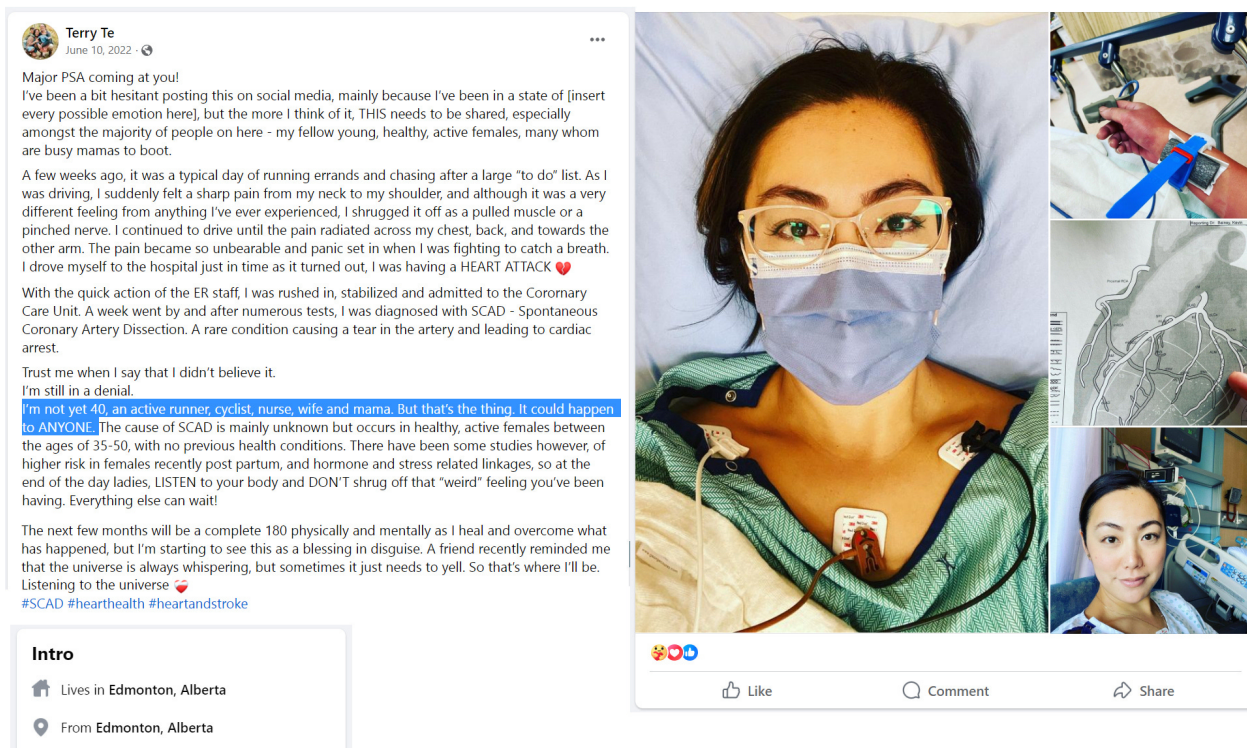 Terry Te
June 10, 2022 ·
Major PSA coming at you!
I've been a bit hesitant posting this on social media, mainly because I've been in a state of [insert
every possible emotion here], but the more I think of it, THIS needs to be shared, especially
amongst the majority of people on here - my fellow young, healthy, active females, many whom
are busy mamas to boot.
A few weeks ago, it was a typical day of running errands and chasing after a large "to do" list. As I
was driving, I suddenly felt a sharp pain from my neck to my shoulder, and although it was a very
different feeling from anything I've ever experienced, I shrugged it off as a pulled muscle or a
pinched nerve. I continued to drive until the pain radiated across my chest, back, and towards the
other arm. The pain became so unbearable and panic set in when I was fighting to catch a breath.
I drove myself to the hospital just in time as it turned out, I was having a HEART ATTACK 💔
With the quick action of the ER staff, I was rushed in, stabilized and admitted to the Corornary
Care Unit. A week went by and after numerous tests, I was diagnosed with SCAD - Spontaneous
Coronary Artery Dissection. A rare condition causing a tear in the artery and leading to cardiac
arrest.
Trust me when I say that I didn't believe it.
I'm still in a denial.
I'm not yet 40, an active runner, cyclist, nurse, wife and mama. But that's the thing. It could happen
to ANYONE. The cause of SCAD is mainly unknown but occurs in healthy, active females between
the ages of 35-50, with no previous health conditions. There have been some studies however, of
higher risk in females recently post partum, and hormone and stress related linkages, so at the
end of the day ladies, LISTEN to your body and DON'T shrug off that "weird" feeling you've been
having. Everything else can wait!
The next few months will be a complete 180 physically and mentally as I heal and overcome what
has happened, but I'm starting to see this as a blessing in disguise. A friend recently reminded me
that the universe is always whispering, but sometimes it just needs to yell. So that's where I'll be.
Listening to the universe ❤️‍🩹
#SCAD #hearthealth #heartandstroke
Intro
Lives in Edmonton, Alberta
From Edmonton, Alberta
Like
Comment
Share